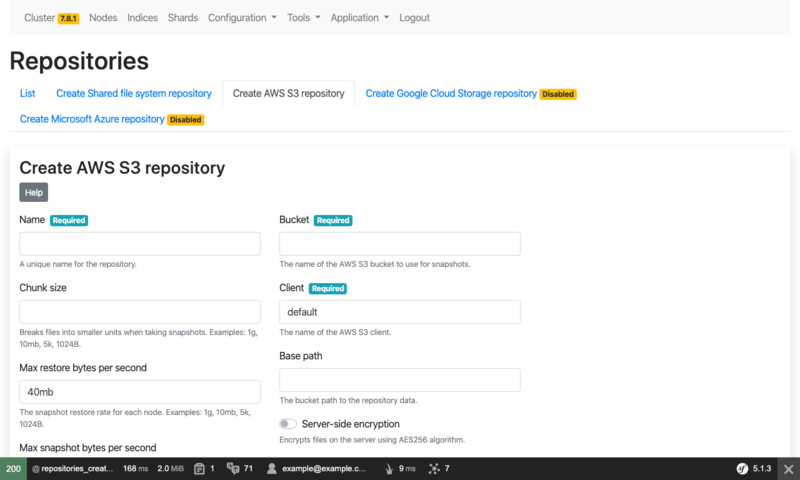 Cluster 7.8.1 Nodes Indices Shards Configuration Tools Application Logout
Repositories
List Create Shared file system repository Create AWS S3 repository Create Google Cloud Storage repository Disabled
Create Microsoft Azure repository Disabled
Create AWS S3 repository
Help
Name Required
A unique name for the repository.
Chunk size
Breaks files into smaller units when taking snapshots. Examples: 1g,
10mb, 5k, 1024B.
Max restore bytes per second
40mb
The snapshot restore rate for each node. Examples: 1g, 10mb, 5k,
1024B.
Max snapshot bytes per second
Bucket Required
The name of the AWS S3 bucket to use for snapshots.
Client Required
default
The name of the AWS S3 client.
Base path
The bucket path to the repository data.
Server-side encryption
Encrypts files on the server using AES256 algorithm.
200 @ repositories_creat... 168 ms 2.0 MiB 1 71 example@example.c... 9 ms 7 sf 5.1.3